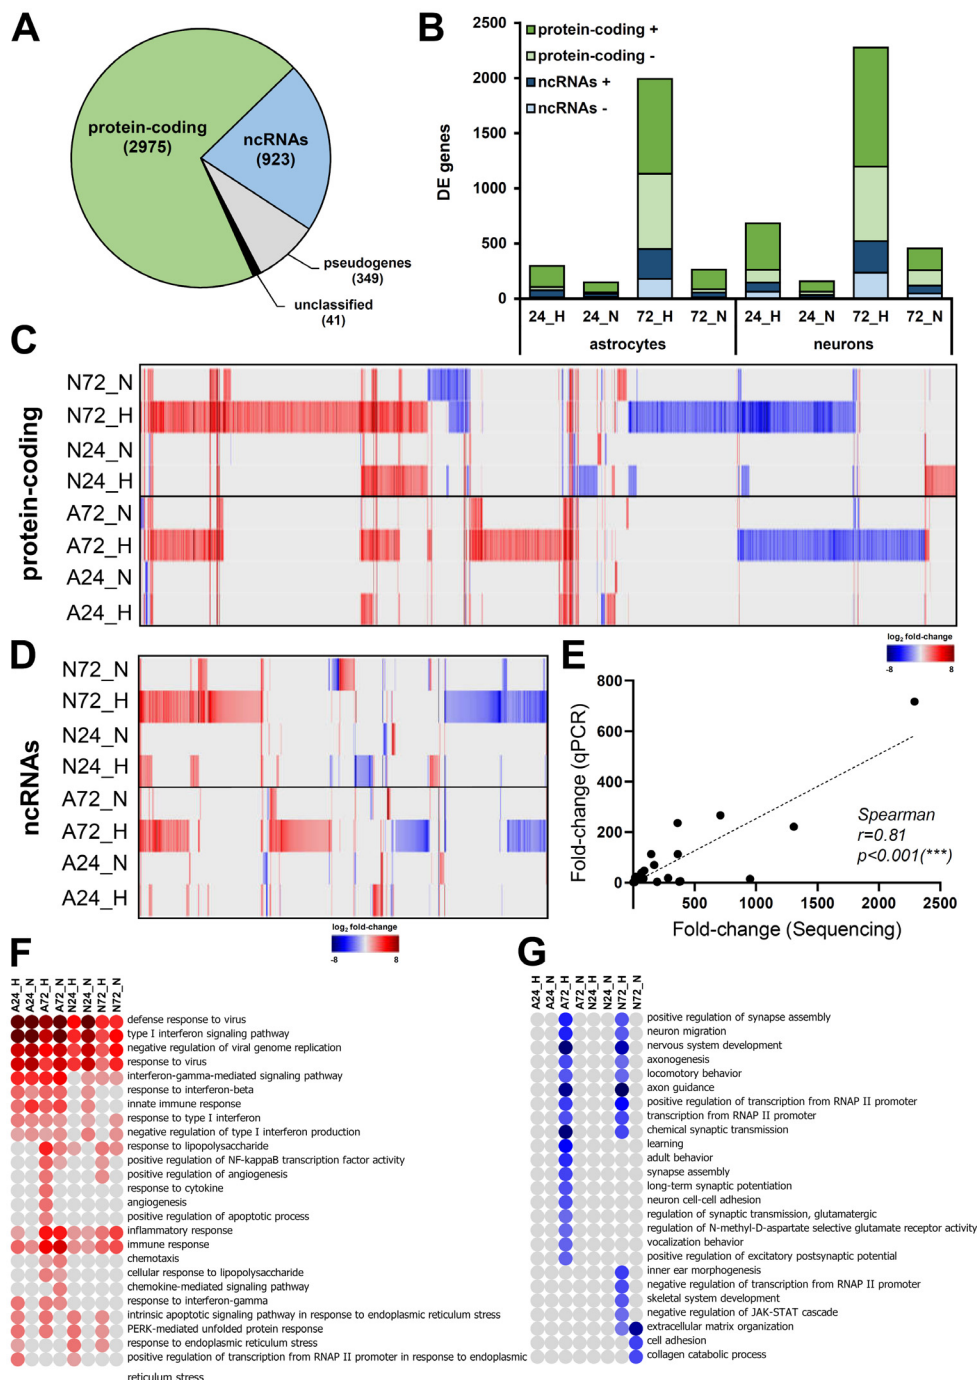 A
protein-coding
(2975)
ncRNAs
(923)
pseudogenes
(349)
unclassified
(41)
B
protein-coding +
protein-coding -
ncRNAs +
ncRNAs -
DE genes
2500
2000
1500
1000
500
0
24_H 24_N 72_H 72_N 24_H 24_N 72_H 72_N
astrocytes neurons
C
protein-coding
N72_N
N72_H
N24_N
N24_H
A72_N
A72_H
A24_N
A24_H
log2 fold-change
-8 8
D
ncRNAs
N72_N
N72_H
N24_N
N24_H
A72_N
A72_H
A24_N
A24_H
log2 fold-change
-8 8
E
Fold-change (qPCR)
800
600
400
200
0
0 500 1000 1500 2000 2500
Fold-change (Sequencing)
Spearman
r=0.81
p<0.001(***)
F
A24_H A24_N A72_H A72_N N24_H N24_N N72_H N72_N
defense response to virus
type I interferon signaling pathway
negative regulation of viral genome replication
response to virus
interferon-gamma-mediated signaling pathway
response to interferon-beta
innate immune response
response to type I interferon
negative regulation of type I interferon production
response to lipopolysaccharide
positive regulation of NF-kappaB transcription factor activity
positive regulation of angiogenesis
response to cytokine
angiogenesis
positive regulation of apoptotic process
inflammatory response
immune response
chemotaxis
cellular response to lipopolysaccharide
chemokine-mediated signaling pathway
response to interferon-gamma
intrinsic apoptotic signaling pathway in response to endoplasmic reticulum stress
PERK-mediated unfolded protein response
response to endoplasmic reticulum stress
positive regulation of transcription from RNAP II promoter in response to endoplasmic
reticulum stress
G
A24_H A24_N A72_H A72_N N24_H N24_N N72_H N72_N
positive regulation of synapse assembly
neuron migration
nervous system development
axonogenesis
locomotory behavior
axon guidance
positive regulation of transcription from RNAP II promoter
transcription from RNAP II promoter
chemical synaptic transmission
learning
adult behavior
synapse assembly
long-term synaptic potentiation
neuron cell-cell adhesion
regulation of synaptic transmission, glutamatergic
regulation of N-methyl-D-aspartate selective glutamate receptor activity
vocalization behavior
positive regulation of excitatory postsynaptic potential
inner ear morphogenesis
negative regulation of transcription from RNAP II promoter
skeletal system development
negative regulation of JAK-STAT cascade
extracellular matrix organization
cell adhesion
collagen catabolic process